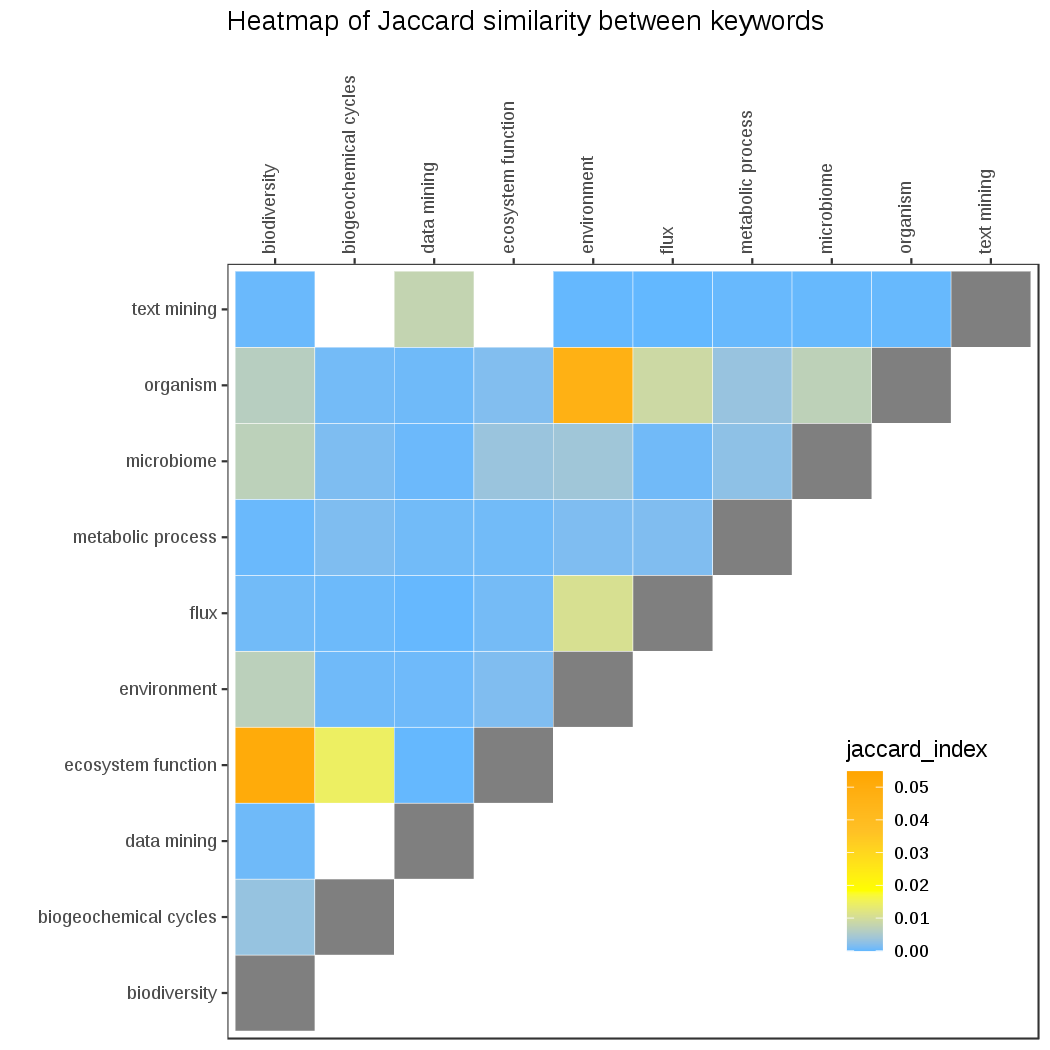 Heatmap of Jaccard similarity between keywords
biodiversity
biogeochemical cycles
data mining
ecosystem function
environment
flux
metabolic process
microbiome
organism
text mining
text mining
organism
microbiome
metabolic process
flux
environment
ecosystem function
data mining
biogeochemical cycles
biodiversity
jaccard_index
0.05
0.04
0.03
0.02
0.01
0.00